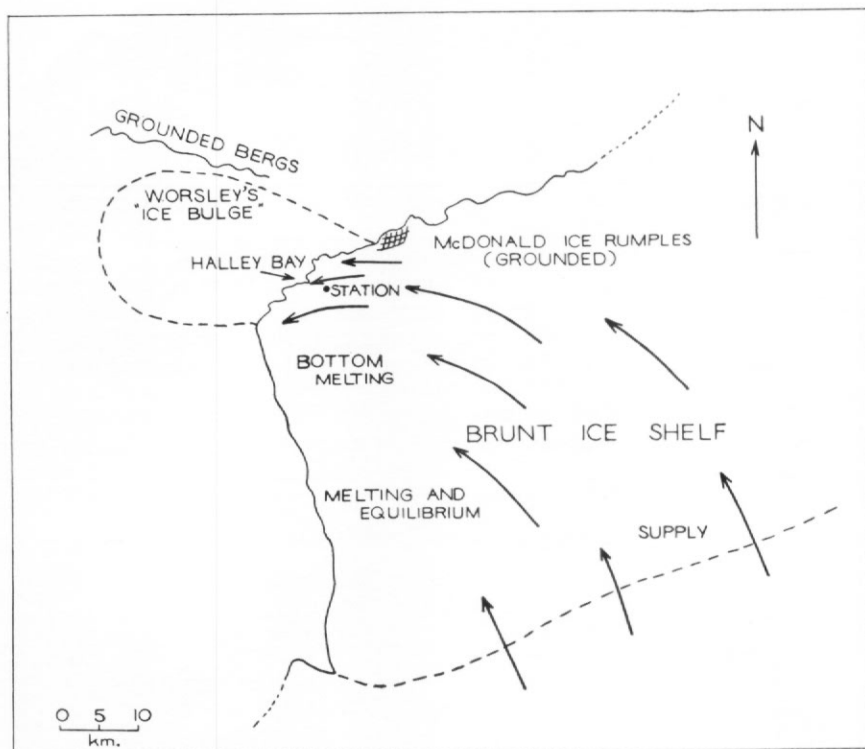 GROUNDED BERGS
N
WORSLEY'S
"ICE BULGE"
McDONALD ICE RUMPLES
(GROUNDED)
HALLEY BAY
STATION
BOTTOM
MELTING
BRUNT ICE SHELF
MELTING AND
EQUILIBRIUM
SUPPLY
0 5 10
km.